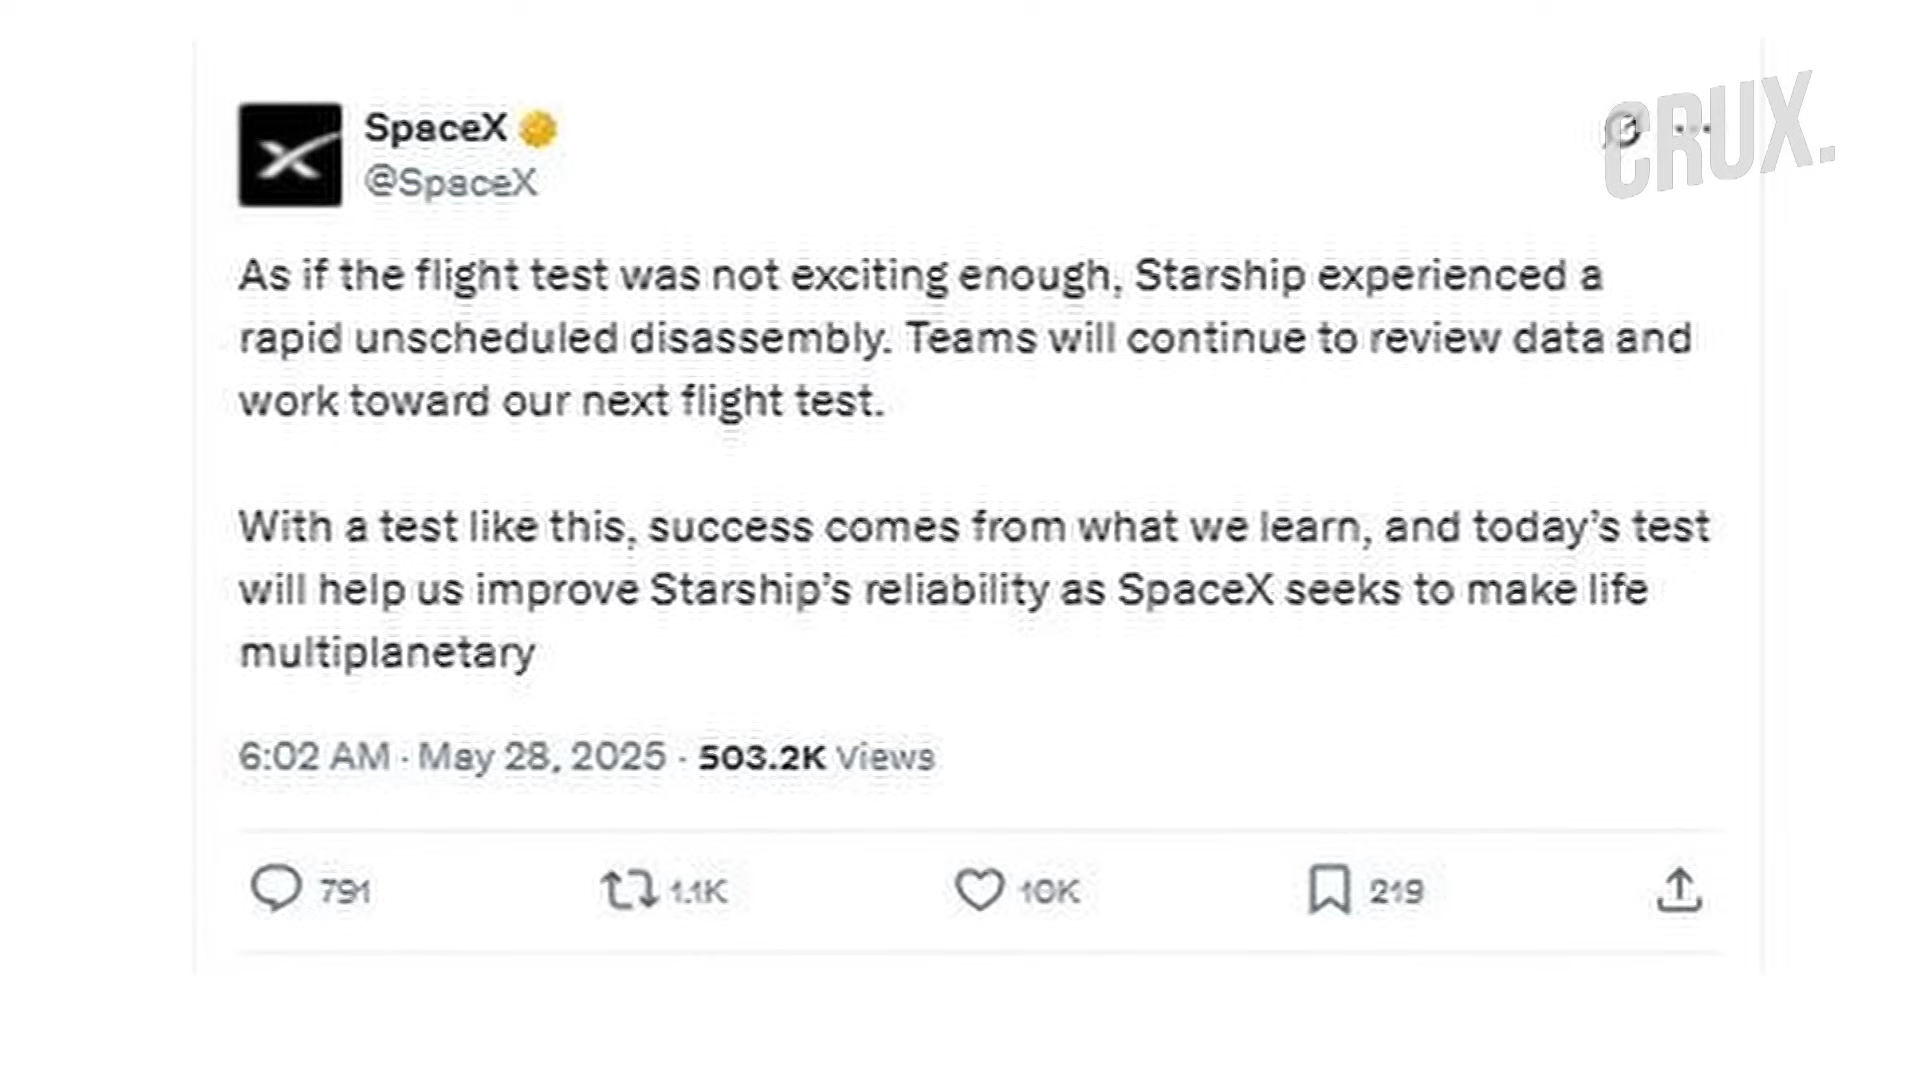 SpaceX
@SpaceX
CRUX.
As if the flight test was not exciting enough, Starship experienced a
rapid unscheduled disassembly. Teams will continue to review data and
work toward our next flight test.
With a test like this, success comes from what we learn, and today’s test
will help us improve Starship’s reliability as SpaceX seeks to make life
multiplanetary
6:02 AM · May 28, 2025 · 503.2K Views
791 1.1K 10K 219